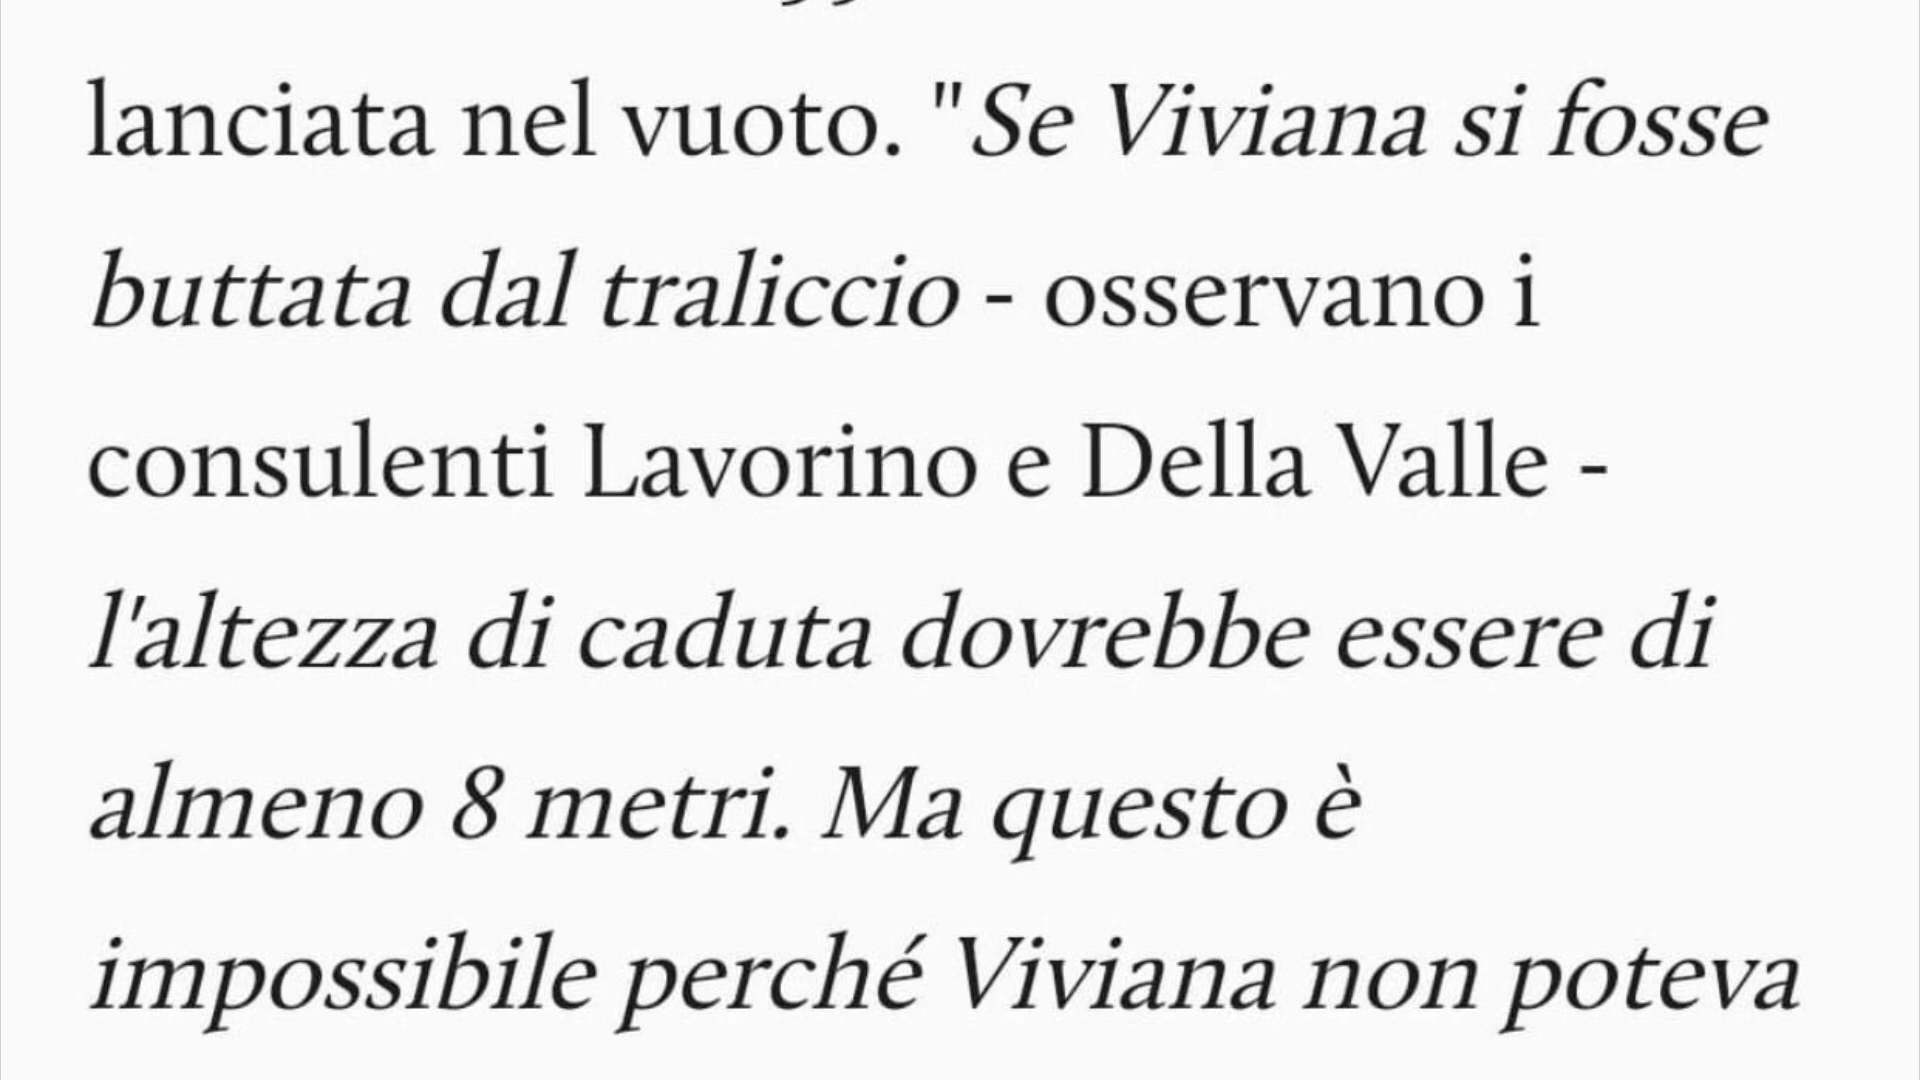 lanciata nel vuoto. "Se Viviana si fosse
buttata dal traliccio - osservano i
consulenti Lavorino e Della Valle -
l'altezza di caduta dovrebbe essere di
almeno 8 metri. Ma questo è
impossibile perché Viviana non poteva